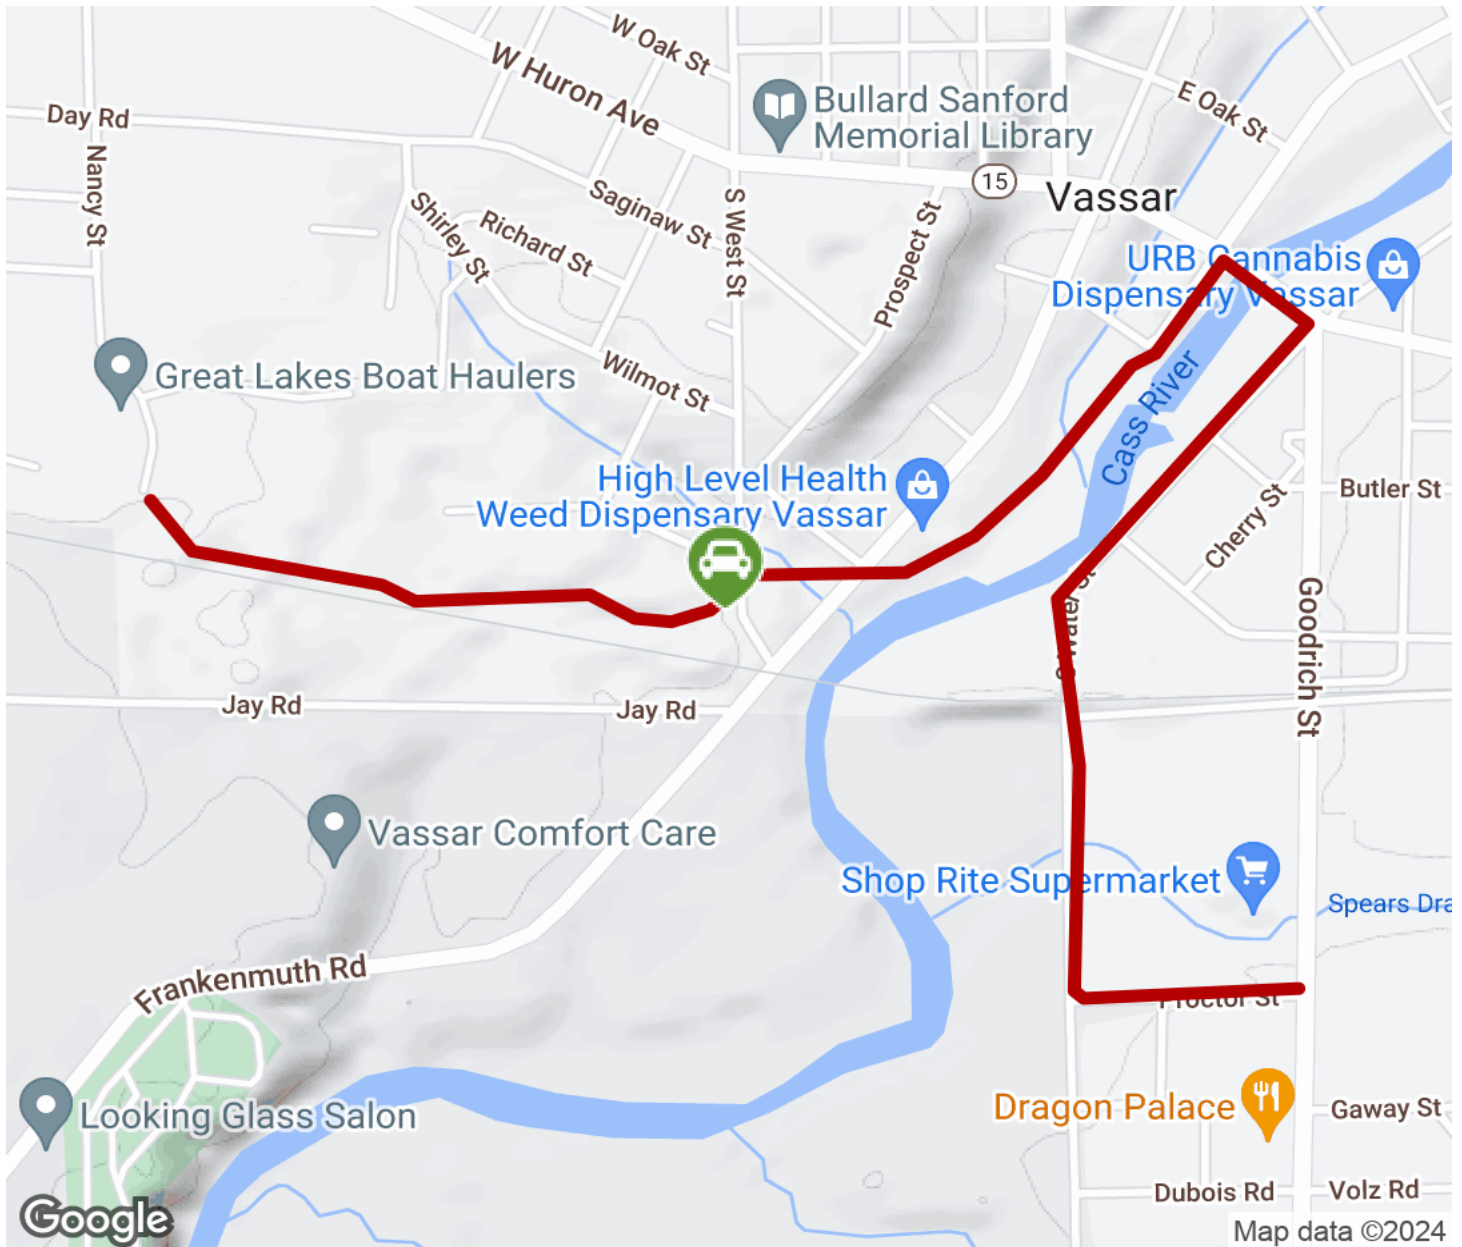 W Oak St
W Huron Ave
Day Rd
Bullard Sanford
Memorial Library
E Oak St
Nancy St
15
Vassar
Shirley St
Richard St
Saginaw St
S West St
Prospect St
URB Cannabis
Dispensary Vassar
Great Lakes Boat Haulers
Wilmot St
Cass River
High Level Health
Weed Dispensary Vassar
Butler St
Cherry St
S Water St
Goodrich St
Jay Rd
Jay Rd
Vassar Comfort Care
Shop Rite Supermarket
Spears Dra
Frankenmuth Rd
Proctor St
Looking Glass Salon
Dragon Palace
Gaway St
Dubois Rd
Volz Rd
Google
Map data ©2024